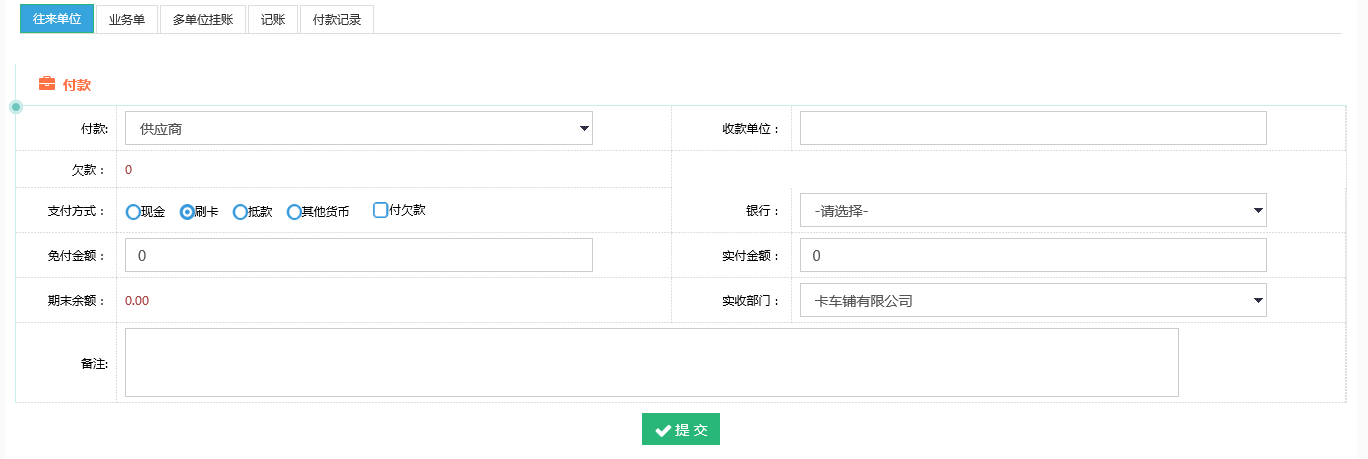 往来单位 业务单 多单位挂账 记账 付款记录
付款
付款: 供应商 收款单位：
欠款： 0
支付方式： 现金 刷卡 抵款 其他货币 付欠款 银行： -请选择-
免付金额： 0 实付金额： 0
期末余额： 0.00 实收部门： 卡车铺有限公司
备注:
提 交